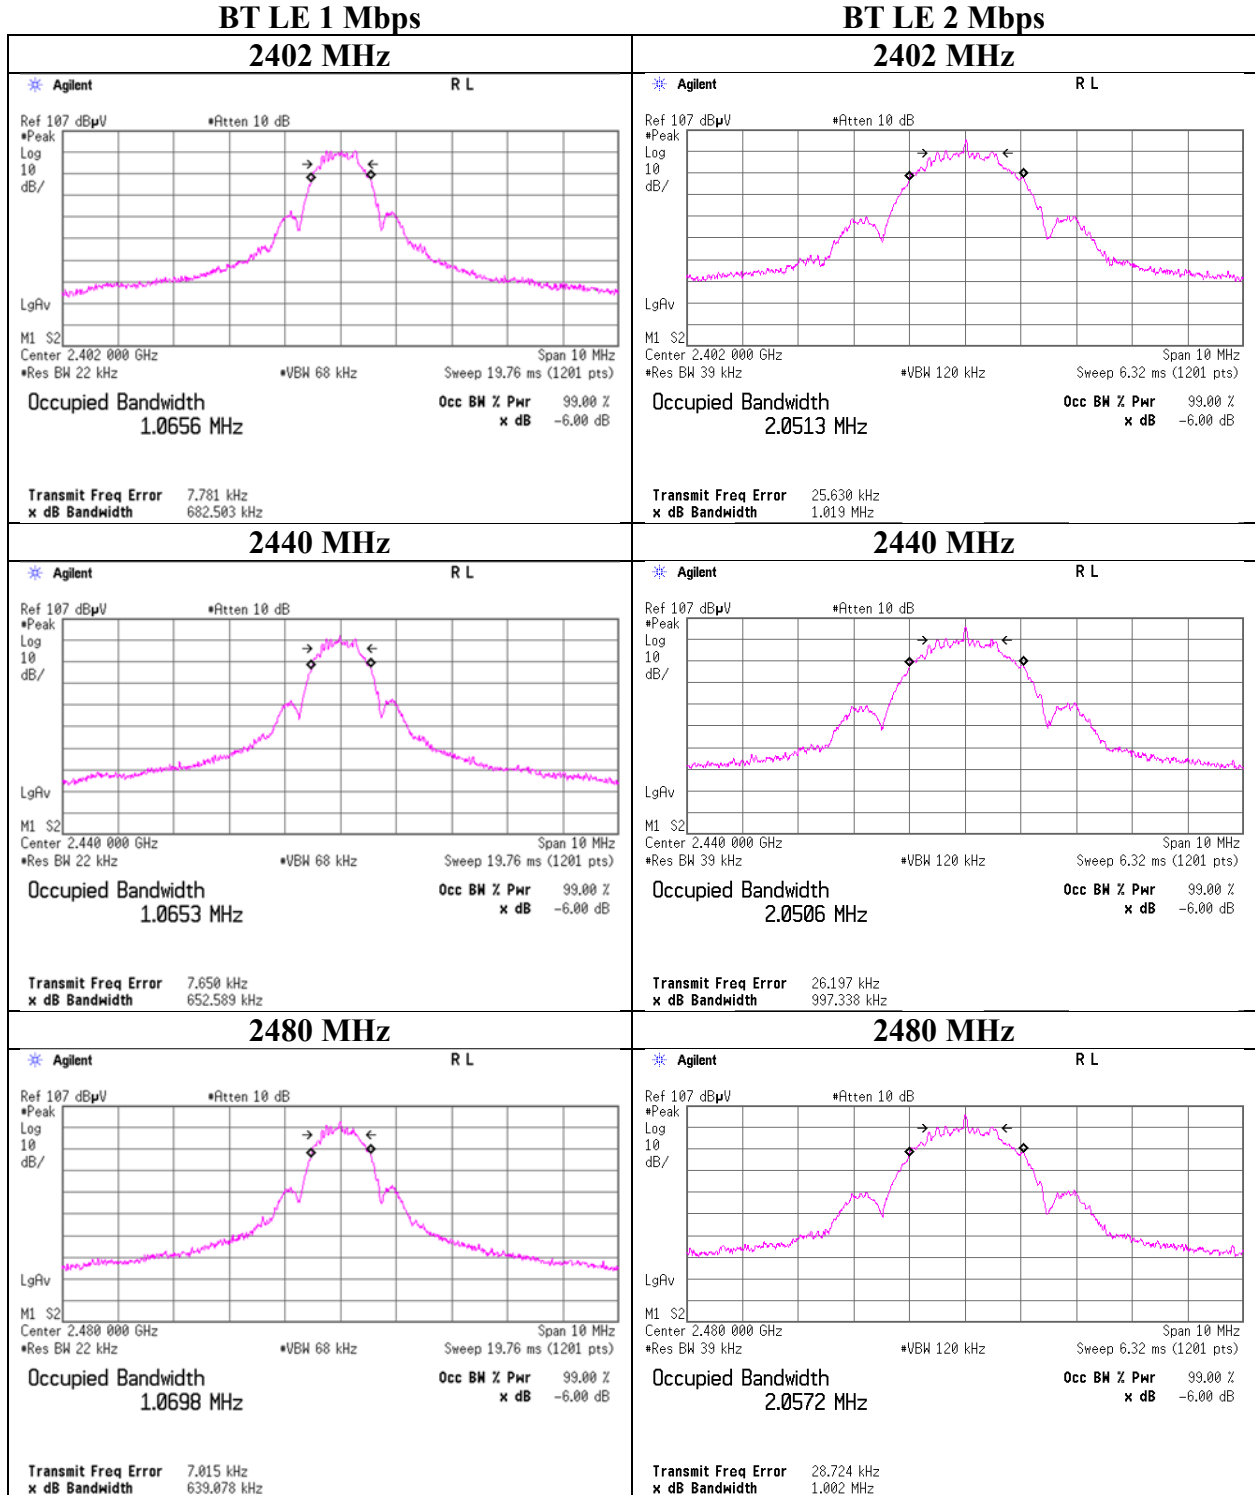 BT LE 1 Mbps
BT LE 2 Mbps
2402 MHz
Agilent
R L
Ref 107 dBµV
#Atten 10 dB
#Peak
Log
10
dB/
LgAv
M1 S2
Center 2.402 000 GHz
Span 10 MHz
#Res BW 22 kHz
#VBW 68 kHz
Sweep 19.76 ms (1201 pts)
Occupied Bandwidth
1.0656 MHz
Occ BW % Pwr 99.00 %
x dB -6.00 dB
Transmit Freq Error 7.781 kHz
x dB Bandwidth 682.503 kHz
2402 MHz
Agilent
R L
Ref 107 dBµV
#Atten 10 dB
#Peak
Log
10
dB/
LgAv
M1 S2
Center 2.402 000 GHz
Span 10 MHz
#Res BW 39 kHz
#VBW 120 kHz
Sweep 6.32 ms (1201 pts)
Occupied Bandwidth
2.0513 MHz
Occ BW % Pwr 99.00 %
x dB -6.00 dB
Transmit Freq Error 25.630 kHz
x dB Bandwidth 1.019 MHz
2440 MHz
Agilent
R L
Ref 107 dBµV
#Atten 10 dB
#Peak
Log
10
dB/
LgAv
M1 S2
Center 2.440 000 GHz
Span 10 MHz
#Res BW 22 kHz
#VBW 68 kHz
Sweep 19.76 ms (1201 pts)
Occupied Bandwidth
1.0653 MHz
Occ BW % Pwr 99.00 %
x dB -6.00 dB
Transmit Freq Error 7.650 kHz
x dB Bandwidth 652.589 kHz
2440 MHz
Agilent
R L
Ref 107 dBµV
#Atten 10 dB
#Peak
Log
10
dB/
LgAv
M1 S2
Center 2.440 000 GHz
Span 10 MHz
#Res BW 39 kHz
#VBW 120 kHz
Sweep 6.32 ms (1201 pts)
Occupied Bandwidth
2.0506 MHz
Occ BW % Pwr 99.00 %
x dB -6.00 dB
Transmit Freq Error 26.197 kHz
x dB Bandwidth 997.338 kHz
2480 MHz
Agilent
R L
Ref 107 dBµV
#Atten 10 dB
#Peak
Log
10
dB/
LgAv
M1 S2
Center 2.480 000 GHz
Span 10 MHz
#Res BW 22 kHz
#VBW 68 kHz
Sweep 19.76 ms (1201 pts)
Occupied Bandwidth
1.0698 MHz
Occ BW % Pwr 99.00 %
x dB -6.00 dB
Transmit Freq Error 7.015 kHz
x dB Bandwidth 639.078 kHz
2480 MHz
Agilent
R L
Ref 107 dBµV
#Atten 10 dB
#Peak
Log
10
dB/
LgAv
M1 S2
Center 2.480 000 GHz
Span 10 MHz
#Res BW 39 kHz
#VBW 120 kHz
Sweep 6.32 ms (1201 pts)
Occupied Bandwidth
2.0572 MHz
Occ BW % Pwr 99.00 %
x dB -6.00 dB
Transmit Freq Error 28.724 kHz
x dB Bandwidth 1.002 MHz